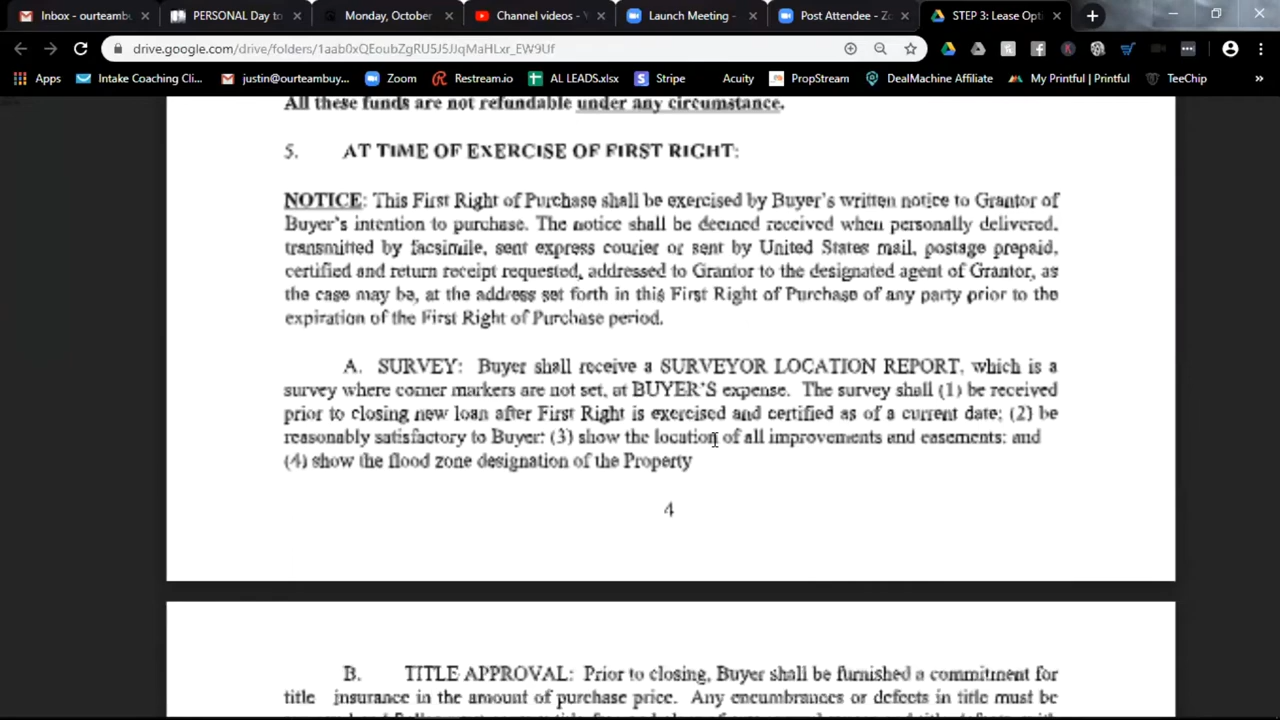 Inbox - ourteambu
PERSONAL Day to
Monday, October
Channel videos - Y
Launch Meeting -
Post Attendee - Zo
STEP 3: Lease Opt
drive.google.com/drive/folders/1aab0xQEoubZgRU5J5JJqMaHLxr_EW9Uf
Apps
Intake Coaching Cli...
justin@ourteambuy...
Zoom
Restream.io
AL LEADS.xlsx
Stripe
Acuity
PropStream
DealMachine Affiliate
My Printful | Printful
TeeChip
»
All these funds are not refundable under any circumstance.
5. AT TIME OF EXERCISE OF FIRST RIGHT:
NOTICE: This First Right of Purchase shall be exercised by Buyer's written notice to Grantor of
Buyer's intention to purchase. The notice shall be deemed received when personally delivered,
transmitted by facsimile, sent express courier or sent by United States mail, postage prepaid,
certified and return receipt requested, addressed to Grantor to the designated agent of Grantor, as
the case may be, at the address set forth in this First Right of Purchase of any party prior to the
expiration of the First Right of Purchase period.
A. SURVEY: Buyer shall receive a SURVEYOR LOCATION REPORT, which is a
survey where corner markers are not set, at BUYER'S expense. The survey shall (1) be received
prior to closing new loan after First Right is exercised and certified as of a current date; (2) be
reasonably satisfactory to Buyer; (3) show the location of all improvements and easements; and
(4) show the flood zone designation of the Property
4
B. TITLE APPROVAL: Prior to closing, Buyer shall be furnished a commitment for
title insurance in the amount of purchase price. Any encumbrances or defects in title must be